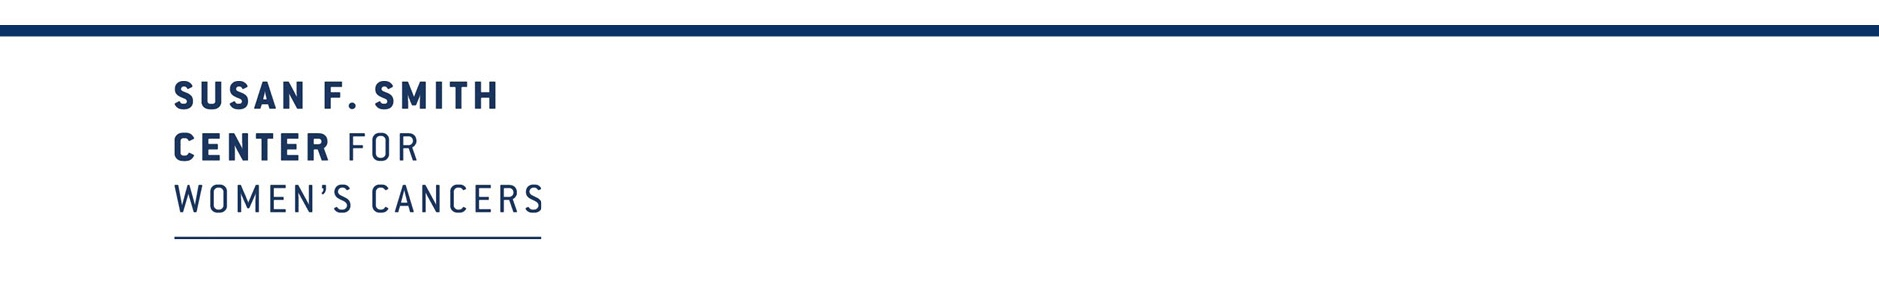 SUSAN F. SMITH
CENTER FOR
WOMEN'S CANCERS